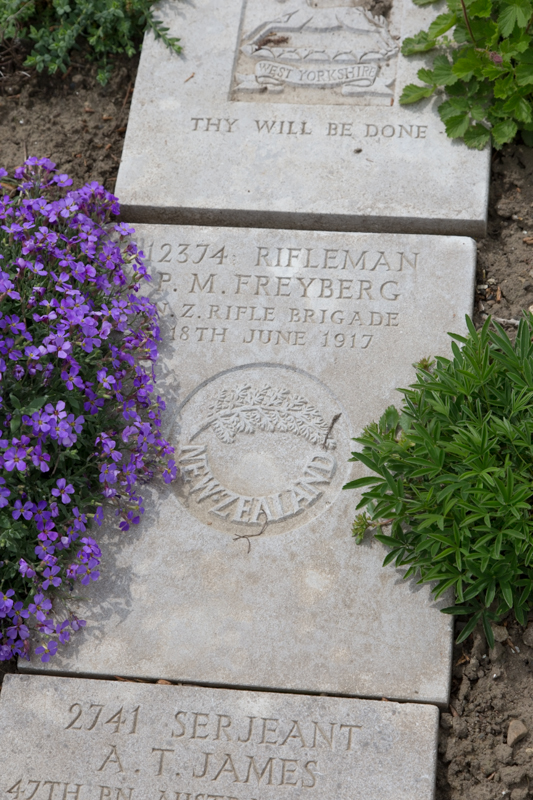 WEST YORKSHIRE
THY WILL BE DONE
12374 RIFLEMAN
P. M. FREYBERG
N.Z. RIFLE BRIGADE
18TH JUNE 1917
NEW ZEALAND
2741 SERJEANT
A. T. JAMES
47TH BN.